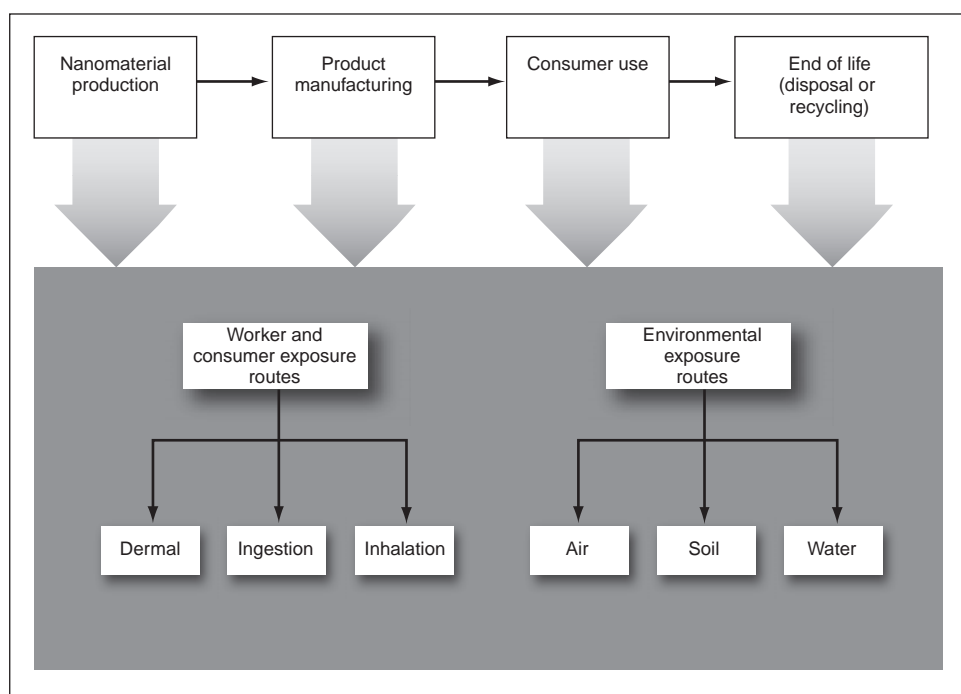 Nanomaterial
production
Product
manufacturing
Consumer use
End of life
(disposal or
recycling)
Worker and
consumer exposure
routes
Environmental
exposure
routes
Dermal
Ingestion
Inhalation
Air
Soil
Water